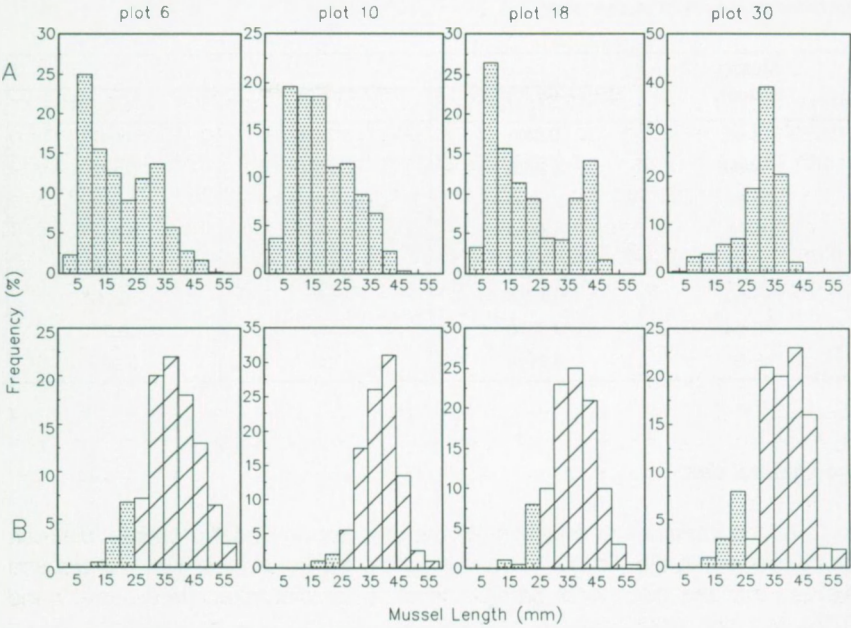 plot 6 plot 10 plot 18 plot 30
A
30 25 30 50
25 20 25 40
20 15 20 30
15 10 15 20
10 5 10 10
5 0 5 0
0 0
5 15 25 35 45 55 5 15 25 35 45 55 5 15 25 35 45 55 5 15 25 35 45 55
Frequency (%)
B
25 35 30 25
20 30 25 20
15 25 20 15
10 20 15 10
5 15 10 5
0 10 5 0
5 0
0
5 15 25 35 45 55 5 15 25 35 45 55 5 15 25 35 45 55 5 15 25 35 45 55
Mussel Length (mm)